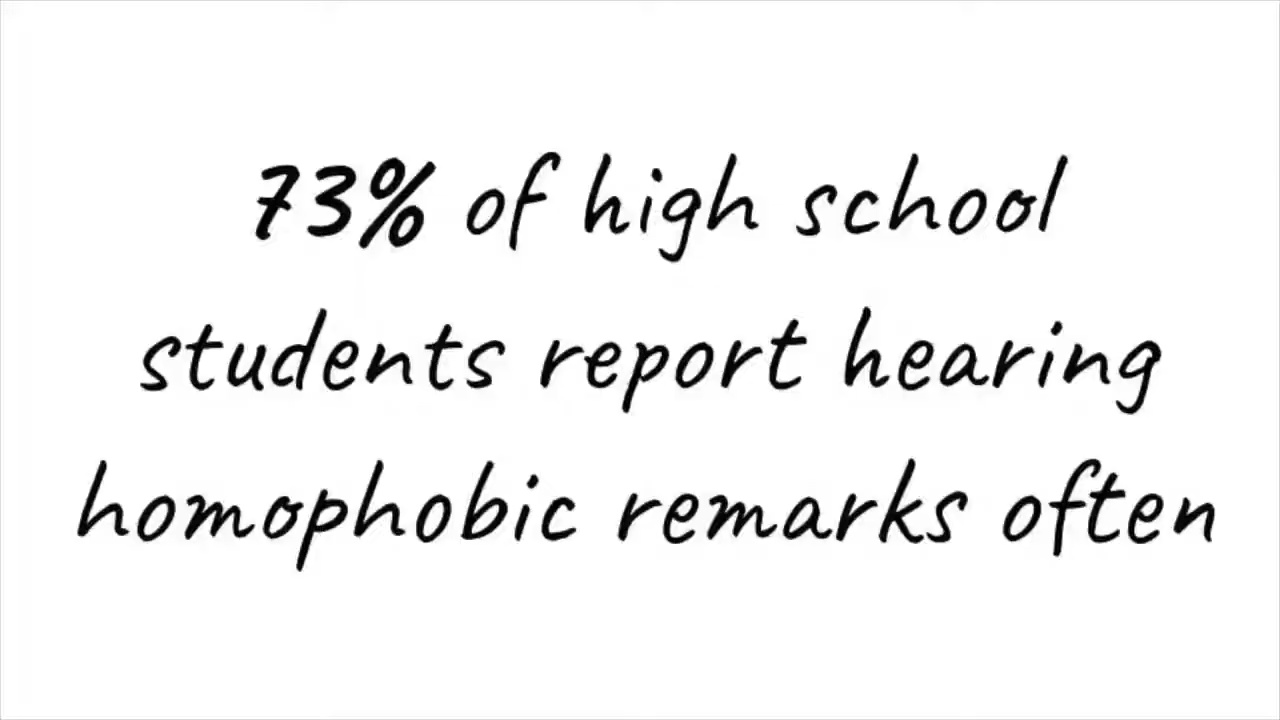 73% of high school
students report hearing
homophobic remarks often